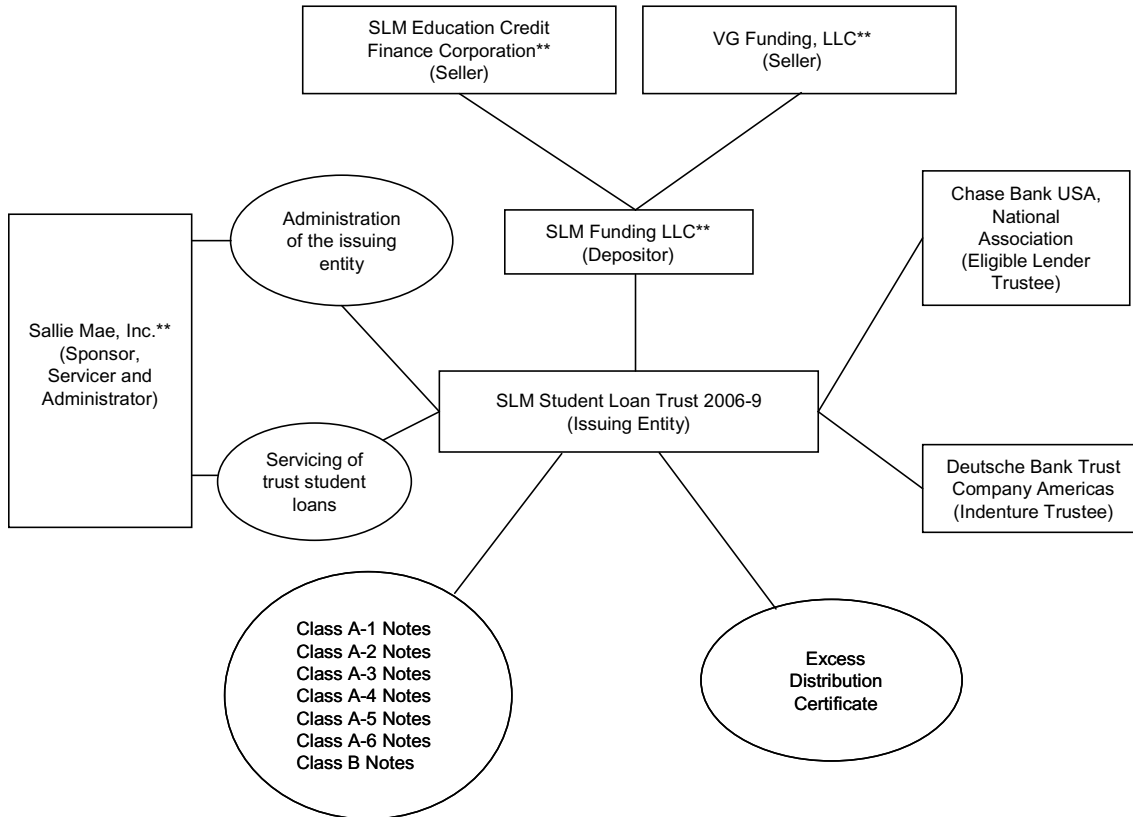 SLM Education Credit
Finance Corporation**
(Seller)
VG Funding, LLC**
(Seller)
Administration
of the issuing
entity
SLM Funding LLC**
(Depositor)
Chase Bank USA,
National
Association
(Eligible Lender
Trustee)
Sallie Mae, Inc.**
(Sponsor,
Servicer and
Administrator)
SLM Student Loan Trust 2006-9
(Issuing Entity)
Servicing of
trust student
loans
Deutsche Bank Trust
Company Americas
(Indenture Trustee)
Class A-1 Notes
Class A-2 Notes
Class A-3 Notes
Class A-4 Notes
Class A-5 Notes
Class A-6 Notes
Class B Notes
Excess
Distribution
Certificate